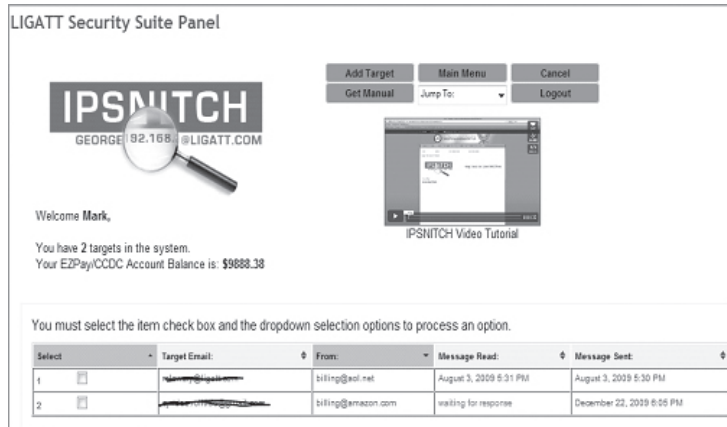 LIGATT Security Suite Panel
Add Target Main Menu Cancel
Get Manual Jump To: Logout
IPSNITCH
GEORGE 192.168. @LIGATT.COM
IPSNITCH Video Tutorial
Welcome Mark,
You have 2 targets in the system.
Your EZPay/CCDC Account Balance is: $9888.38
You must select the item check box and the dropdown selection options to process an option.
Select Target Email: From: Message Read: Message Sent:
1 billing@aol.net August 3, 2009 5:31 PM August 3, 2009 5:30 PM
2 billing@amazon.com waiting for response December 22, 2009 6:05 PM